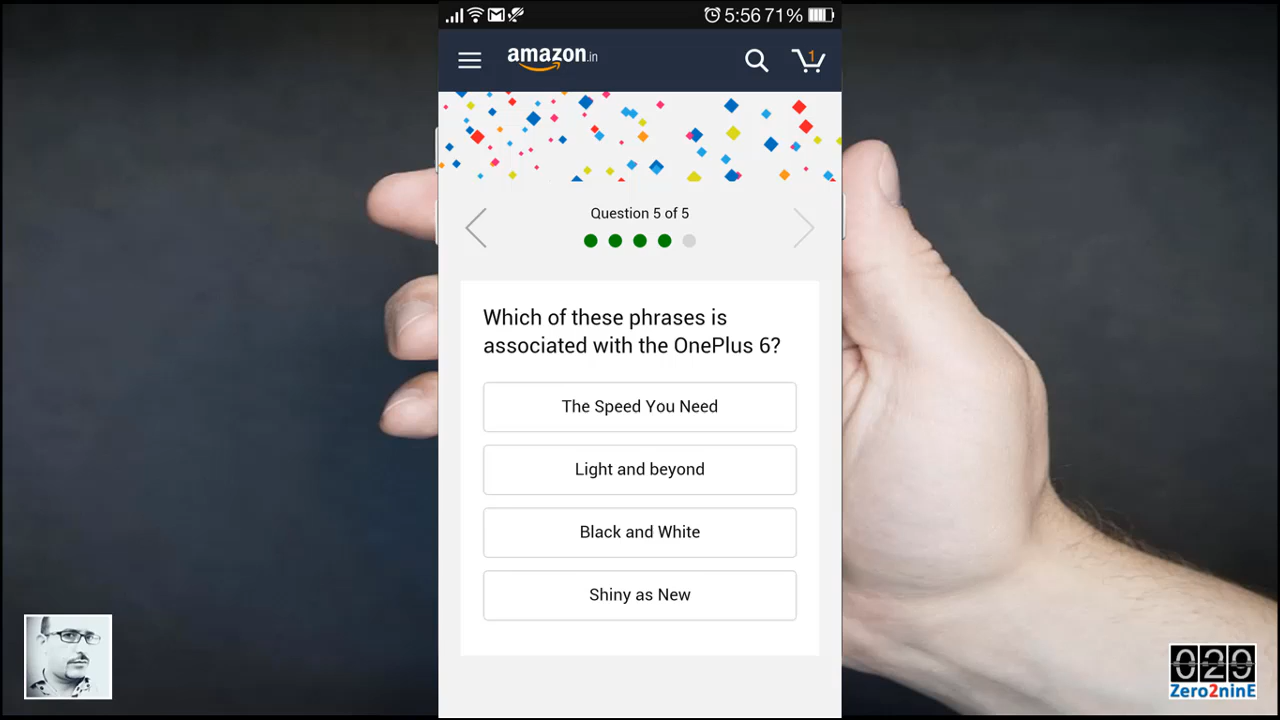 5:56 71%
amazon.in
1
Question 5 of 5
Which of these phrases is
associated with the OnePlus 6?
The Speed You Need
Light and beyond
Black and White
Shiny as New
029
Zero2ninE